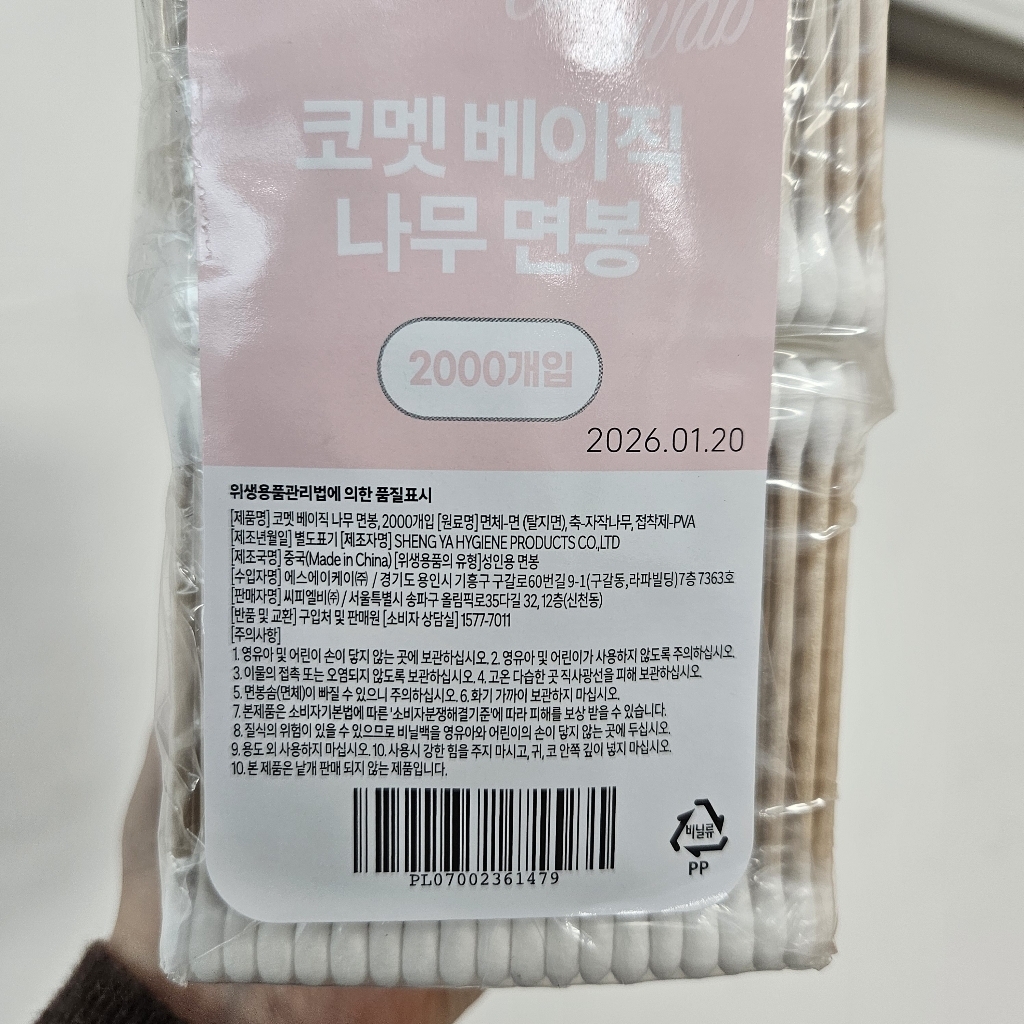 코멧 베이직
나무 면봉
2000개입
2026.01.20
위생용품관리법에 의한 품질표시
[제품명] 코멧 베이직 나무 면봉, 2000개입 [원료명] 면체-면 (탈지면), 축-자작나무, 접착제-PVA
[제조년월일] 별도표기 [제조자명] SHENG YA HYGIENE PRODUCTS CO.,LTD
[제조국명] 중국(Made in China) [위생용품의 유형]성인용 면봉
[수입자명] 에스에이케이㈜ / 경기도 용인시 기흥구 구갈로60번길 9-1(구갈동,라파빌딩)7층 7363호
[판매자명] 씨피엘비㈜ / 서울특별시 송파구 올림픽로35다길 32, 12층(신천동)
[반품 및 교환] 구입처 및 판매원 [소비자 상담실] 1577-7011
[주의사항]
1. 영유아 및 어린이 손이 닿지 않는 곳에 보관하십시오. 2. 영유아 및 어린이가 사용하지 않도록 주의하십시오.
3. 이물의 접촉 또는 오염되지 않도록 보관하십시오. 4. 고온 다습한 곳 직사광선을 피해 보관하십시오.
5. 면봉솜(면체)이 빠질 수 있으니 주의하십시오. 6. 화기 가까이 보관하지 마십시오.
7. 본제품은 소비자기본법에 따른 '소비자분쟁해결기준'에 따라 피해를 보상 받을 수 있습니다.
8. 질식의 위험이 있을 수 있으므로 비닐백을 영유아와 어린이의 손이 닿지 않는 곳에 두십시오.
9. 용도 외 사용하지 마십시오. 10. 사용시 강한 힘을 주지 마시고, 귀, 코 안쪽 깊이 넣지 마십시오.
10. 본 제품은 낱개 판매 되지 않는 제품입니다.
PL07002361479
비닐류
PP